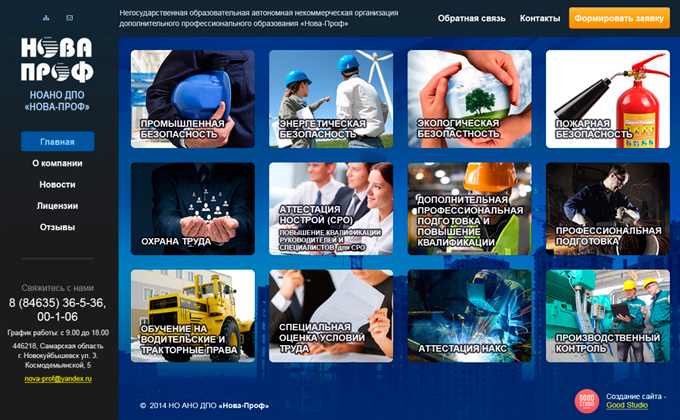 Негосударственная образовательная автономная некоммерческая организация
дополнительного профессионального образования «Нова-Проф»
Обратная связь
Контакты
Формировать заявку
НОВА
ПРОФ
НОАНО ДПО
«НОВА-ПРОФ»
Главная
О компании
Новости
Лицензии
Отзывы
Свяжитесь с нами
8 (84635) 36-5-36,
00-1-06
График работы: с 9.00 до 18.00
446218, Самарская область
г. Новокуйбышевск ул. 3.
Космодемьянской, 5
nova-prof@yandex.ru
ПРОМЫШЛЕННАЯ
БЕЗОПАСНОСТЬ
ЭНЕРГЕТИЧЕСКАЯ
БЕЗОПАСНОСТЬ
ЭКОЛОГИЧЕСКАЯ
БЕЗОПАСТНОСТЬ
ПОЖАРНАЯ
БЕЗОПАСНОСТЬ
ОХРАНА ТРУДА
АТТЕСТАЦИЯ
НОСТРОЙ (СРО)
ПОВЫШЕНИЕ КВАЛИФИКАЦИИ
РУКОВОДИТЕЛЕЙ И
СПЕЦИАЛИСТОВ для СРО
ДОПОЛНИТЕЛЬНАЯ
ПРОФЕССИОНАЛЬНАЯ
ПОДГОТОВКА И
ПОВЫШЕНИЕ
КВАЛИФИКАЦИИ
ПРОФЕССИОНАЛЬНАЯ
ПОДГОТОВКА
ОБУЧЕНИЕ НА
ВОДИТЕЛЬСКИЕ И
ТРАКТОРНЫЕ ПРАВА
СПЕЦИАЛЬНАЯ
ОЦЕНКА УСЛОВИЙ
ТРУДА
АТТЕСТАЦИЯ НАКС
ПРОИЗВОДСТВЕННЫЙ
КОНТРОЛЬ
© 2014 НО АНО ДПО «Нова-Проф»
GOOD
STUDIO
Создание сайта -
Good Studio